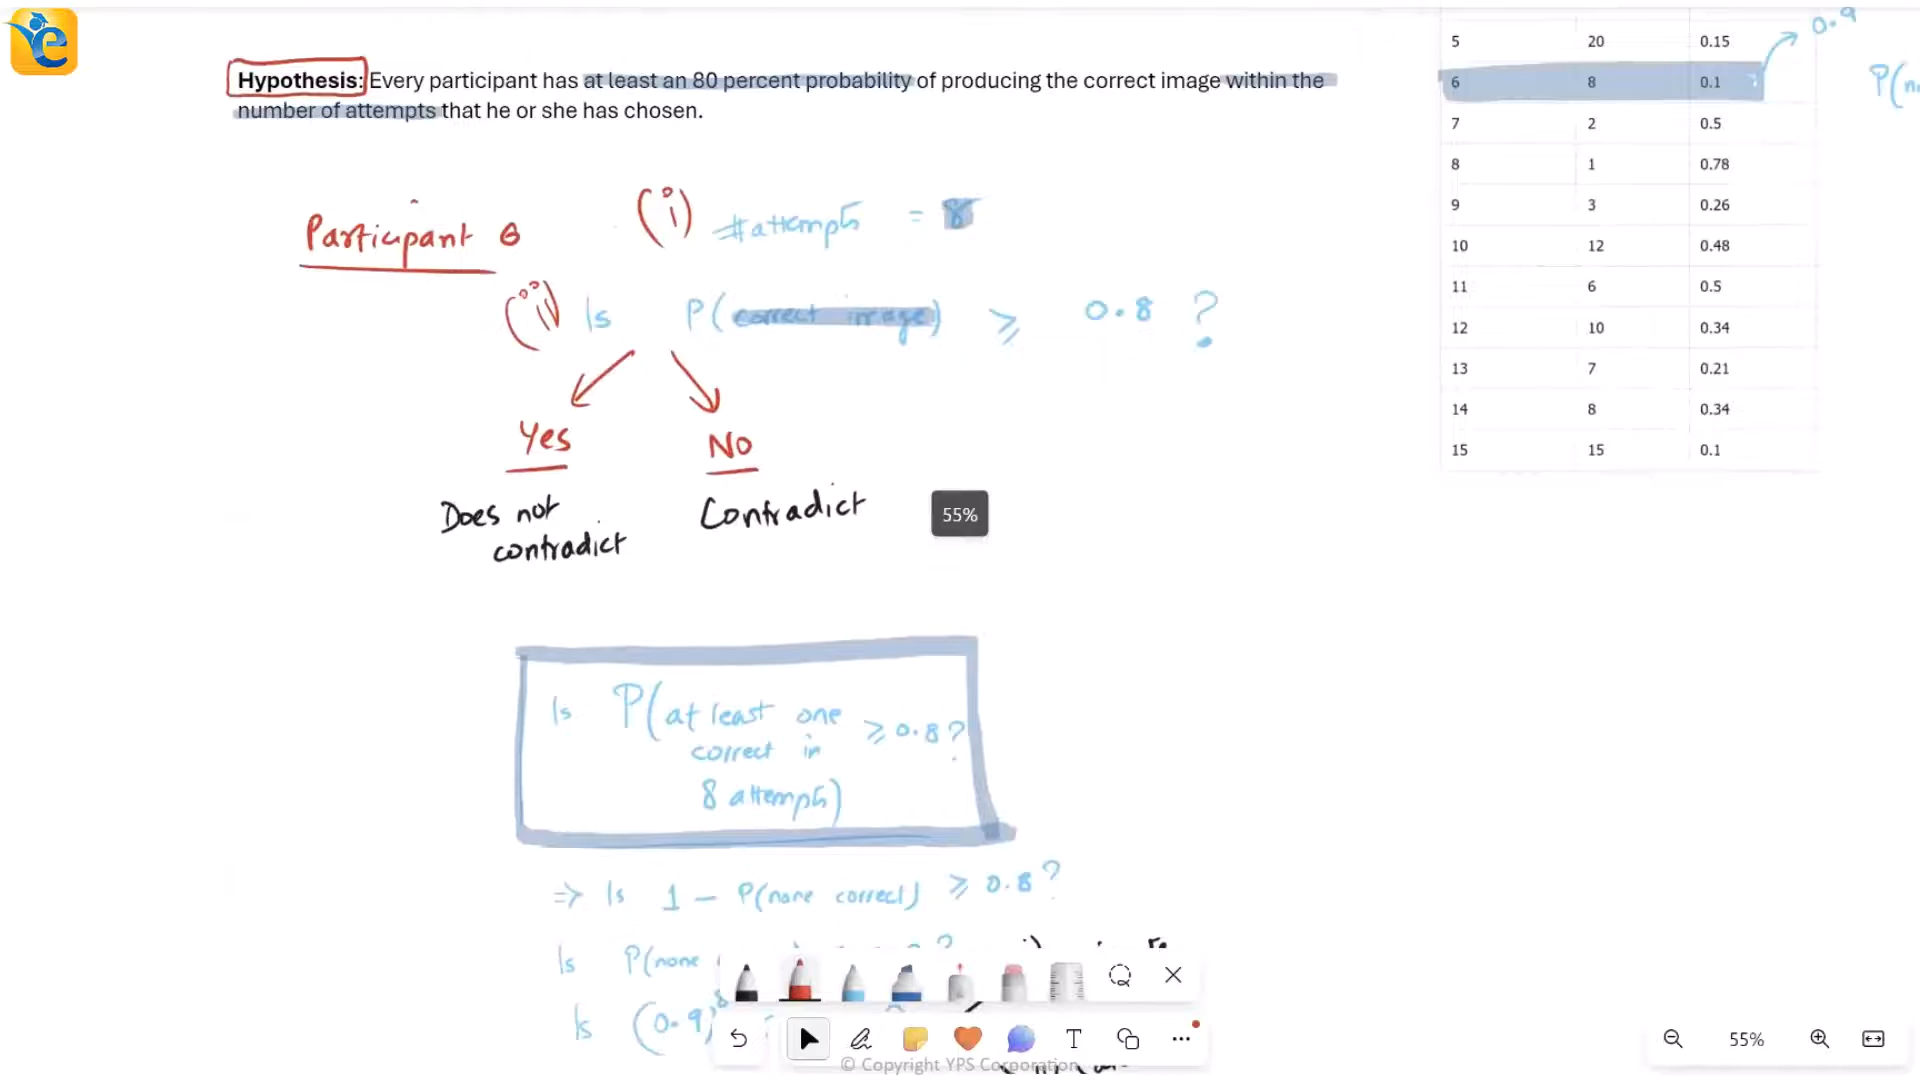 Hypothesis: Every participant has at least an 80 percent probability of producing the correct image within the
number of attempts that he or she has chosen.
Participant 6
(i) #attempts = 8
(ii) Is P(correct image) ≥ 0.8 ?
Yes No
Does not
contradict
Contradict
55%
Is P(at least one
correct in
8 attempts)
≥ 0.8?
⇒ Is 1 – P(none correct) ≥ 0.8?
Is P(none
Is (0.9)
5 20 0.15
6 8 0.1
0.9
7 2 0.5
8 1 0.78
9 3 0.26
10 12 0.48
11 6 0.5
12 10 0.34
13 7 0.21
14 8 0.34
15 15 0.1
© Copyright YPS Corporation
55%